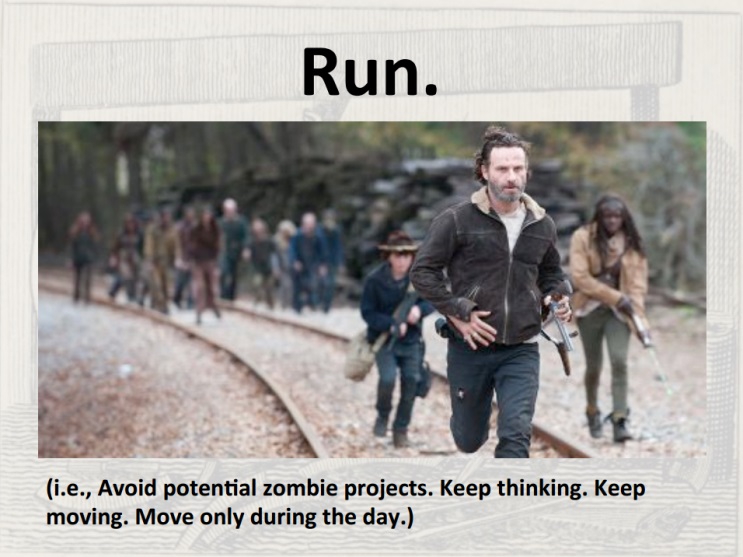 Run.
(i.e., Avoid potential zombie projects. Keep thinking. Keep
moving. Move only during the day.)